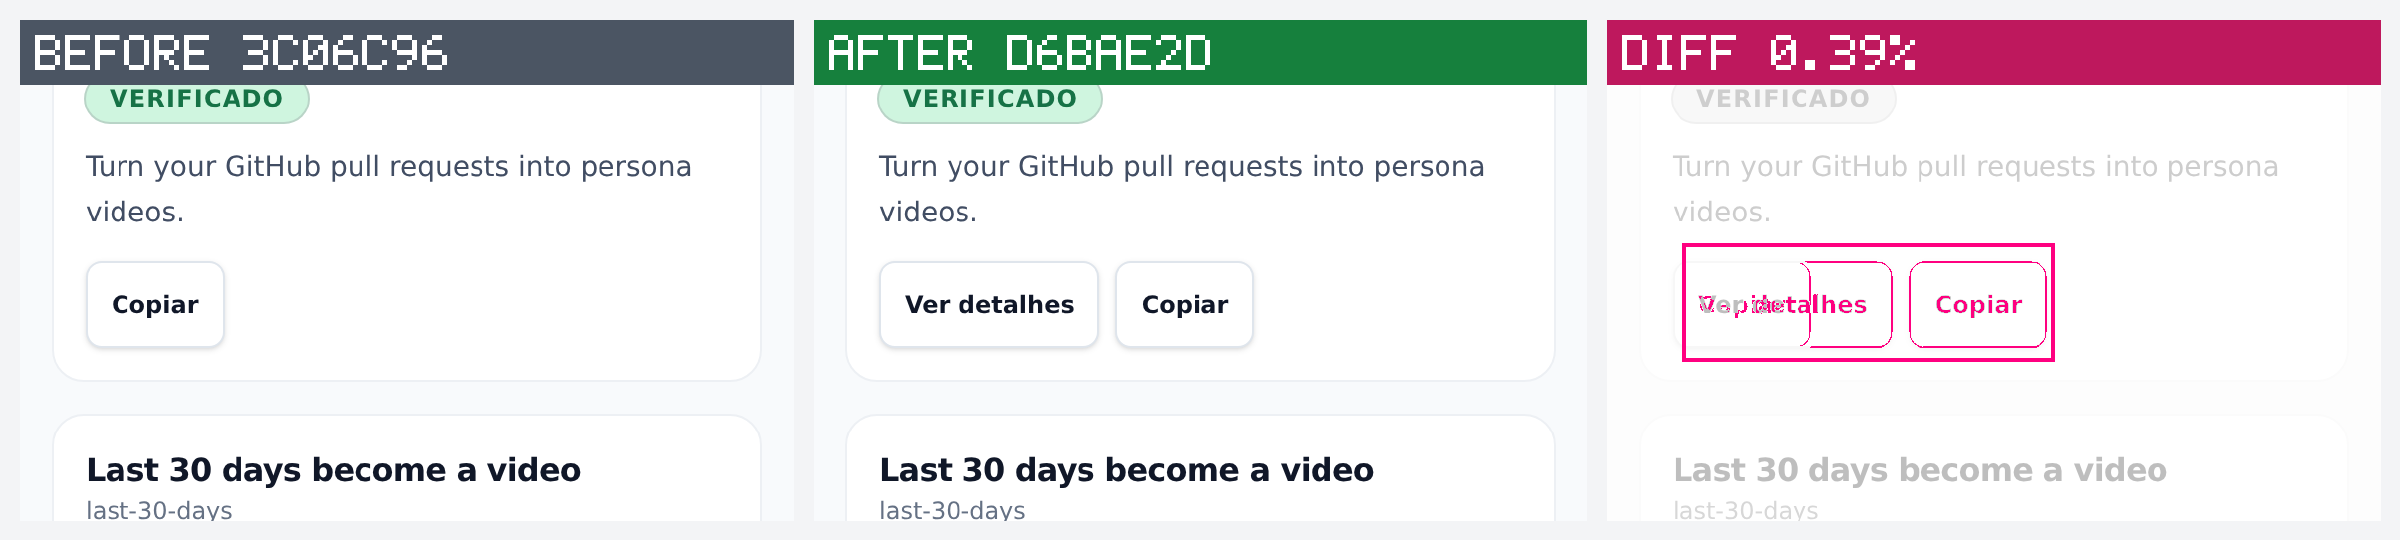 BEFORE 3C06C96
VERIFICADO
Turn your GitHub pull requests into persona
videos.
Copiar
Last 30 days become a video
last-30-days
AFTER D6BAE2D
VERIFICADO
Turn your GitHub pull requests into persona
videos.
Ver detalhes
Copiar
Last 30 days become a video
last-30-days
DIFF 0.39%
VERIFICADO
Turn your GitHub pull requests into persona
videos.
Copiar
Last 30 days become a video
last-30-days